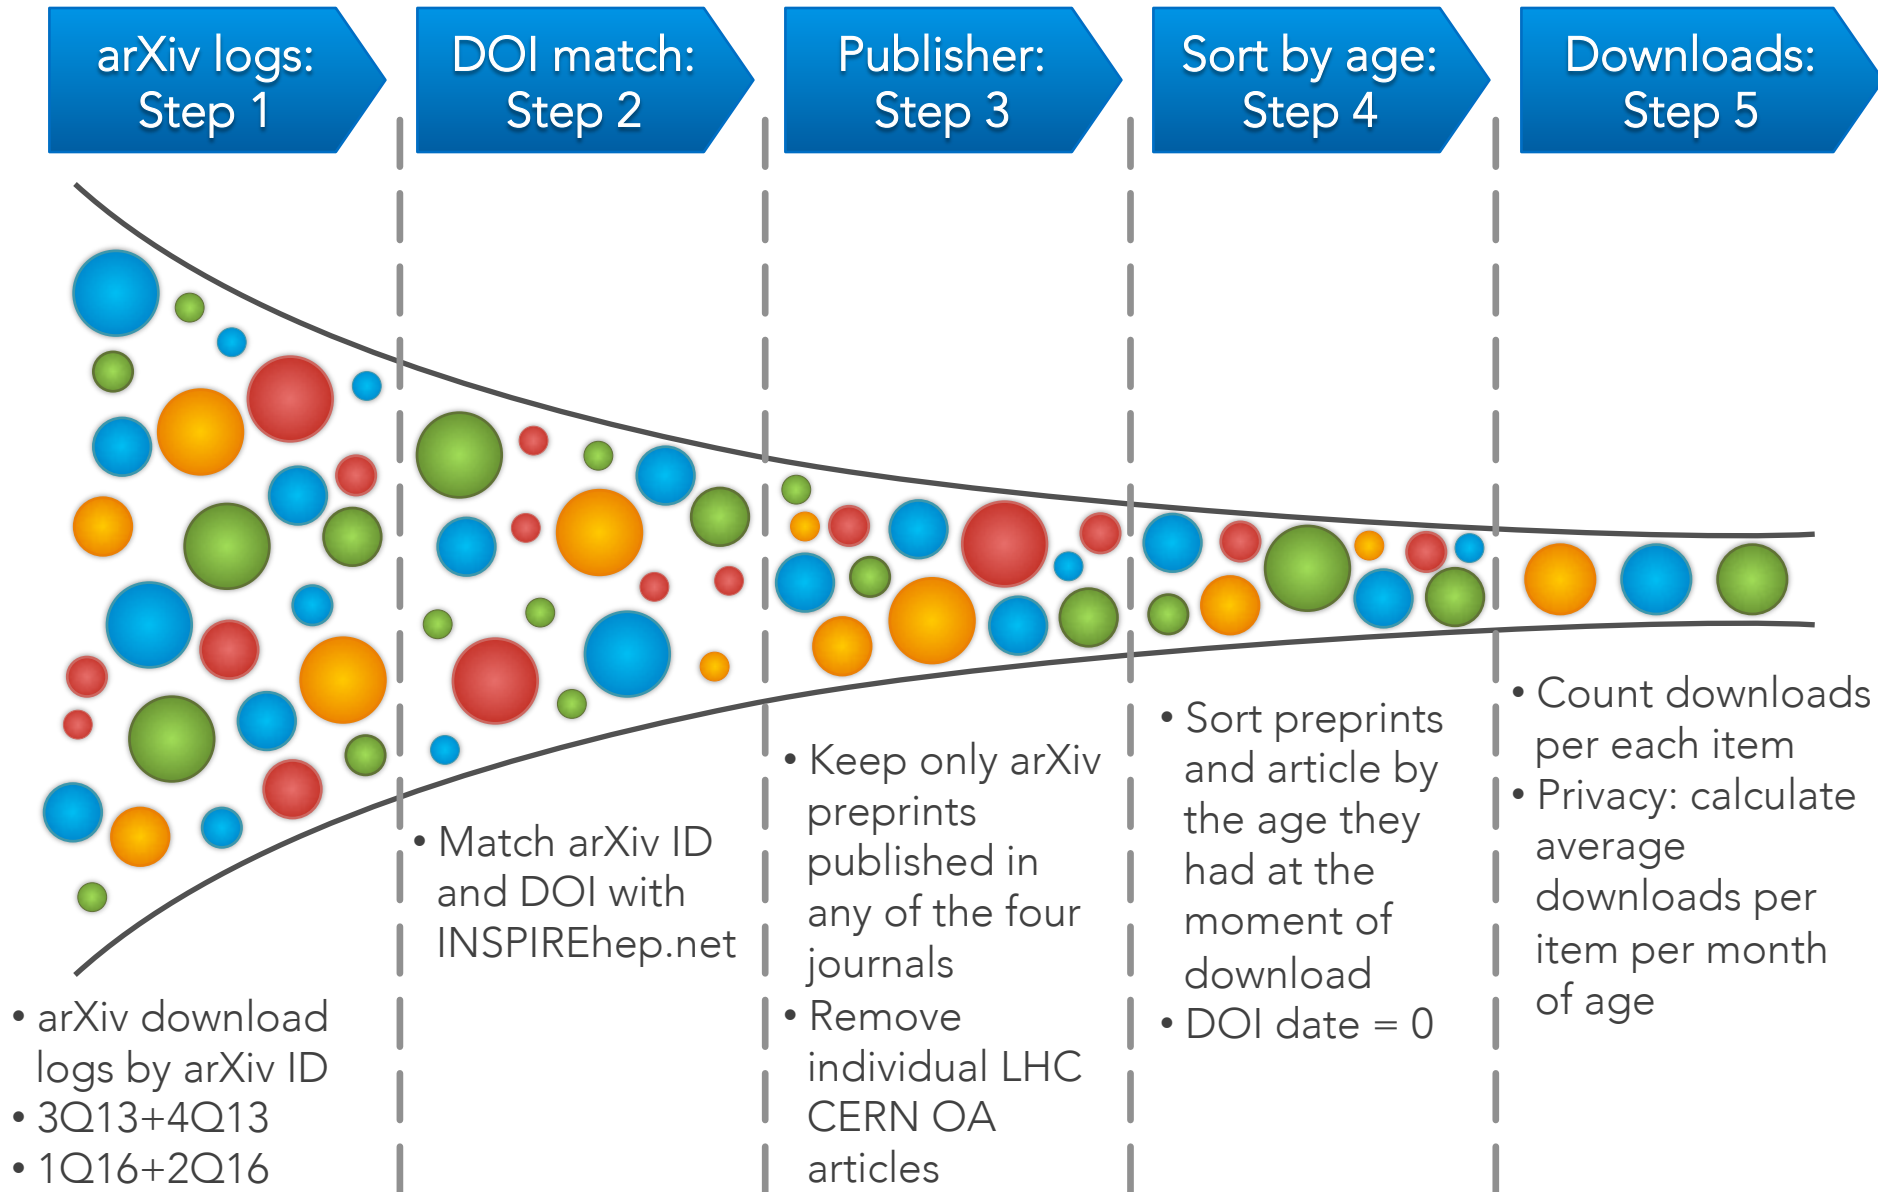 arXiv logs:
Step 1
DOI match:
Step 2
Publisher:
Step 3
Sort by age:
Step 4
Downloads:
Step 5
• arXiv download
logs by arXiv ID
• 3Q13+4Q13
• 1Q16+2Q16
• Match arXiv ID
and DOI with
INSPIREhep.net
• Keep only arXiv
preprints
published in
any of the four
journals
• Remove
individual LHC
CERN OA
articles
• Sort preprints
and article by
the age they
had at the
moment of
download
• DOI date = 0
• Count downloads
per each item
• Privacy: calculate
average
downloads per
item per month
of age